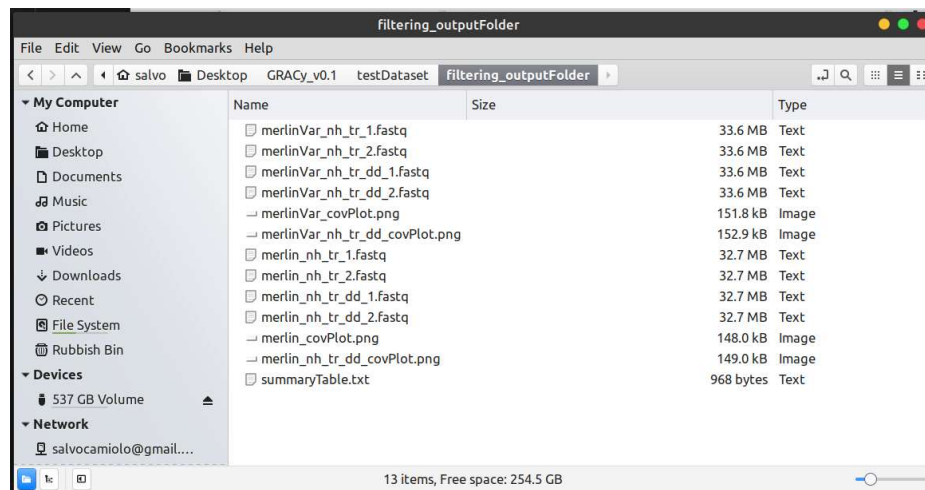 filtering_outputFolder
File Edit View Go Bookmarks Help
salvo Desktop GRACy_v0.1 testDataset filtering_outputFolder
My Computer
Home
Desktop
Documents
Music
Pictures
Videos
Downloads
Recent
File System
Rubbish Bin
Devices
537 GB Volume
Network
salvocamiolo@gmail....
Name Size Type
merlinVar_nh_tr_1.fastq 33.6 MB Text
merlinVar_nh_tr_2.fastq 33.6 MB Text
merlinVar_nh_tr_dd_1.fastq 33.6 MB Text
merlinVar_nh_tr_dd_2.fastq 33.6 MB Text
merlinVar_covPlot.png 151.8 kB Image
merlinVar_nh_tr_dd_covPlot.png 152.9 kB Image
merlin_nh_tr_1.fastq 32.7 MB Text
merlin_nh_tr_2.fastq 32.7 MB Text
merlin_nh_tr_dd_1.fastq 32.7 MB Text
merlin_nh_tr_dd_2.fastq 32.7 MB Text
merlin_covPlot.png 148.0 kB Image
merlin_nh_tr_dd_covPlot.png 149.0 kB Image
summaryTable.txt 968 bytes Text
13 items, Free space: 254.5 GB